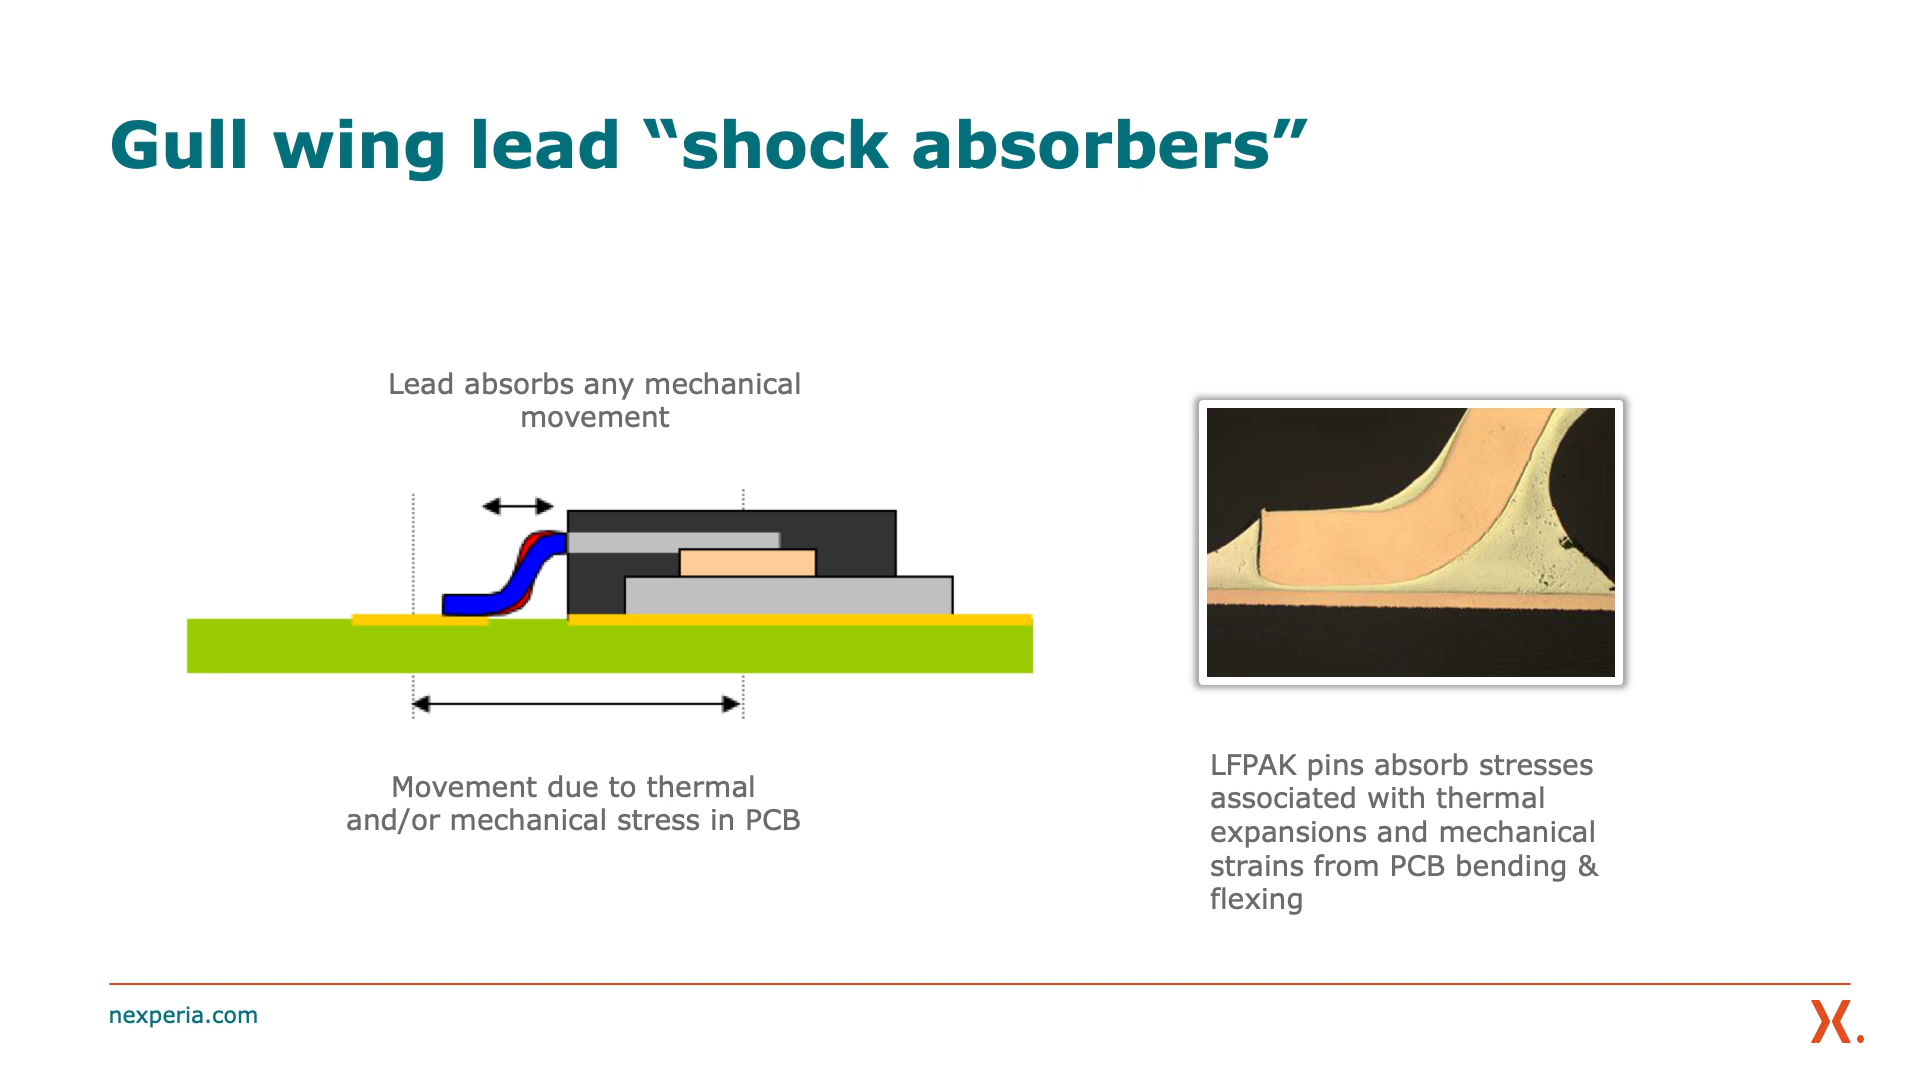 Gull wing lead “shock absorbers”
Lead absorbs any mechanical
movement
Movement due to thermal
and/or mechanical stress in PCB
LFPAK pins absorb stresses
associated with thermal
expansions and mechanical
strains from PCB bending &
flexing
nexperia.com